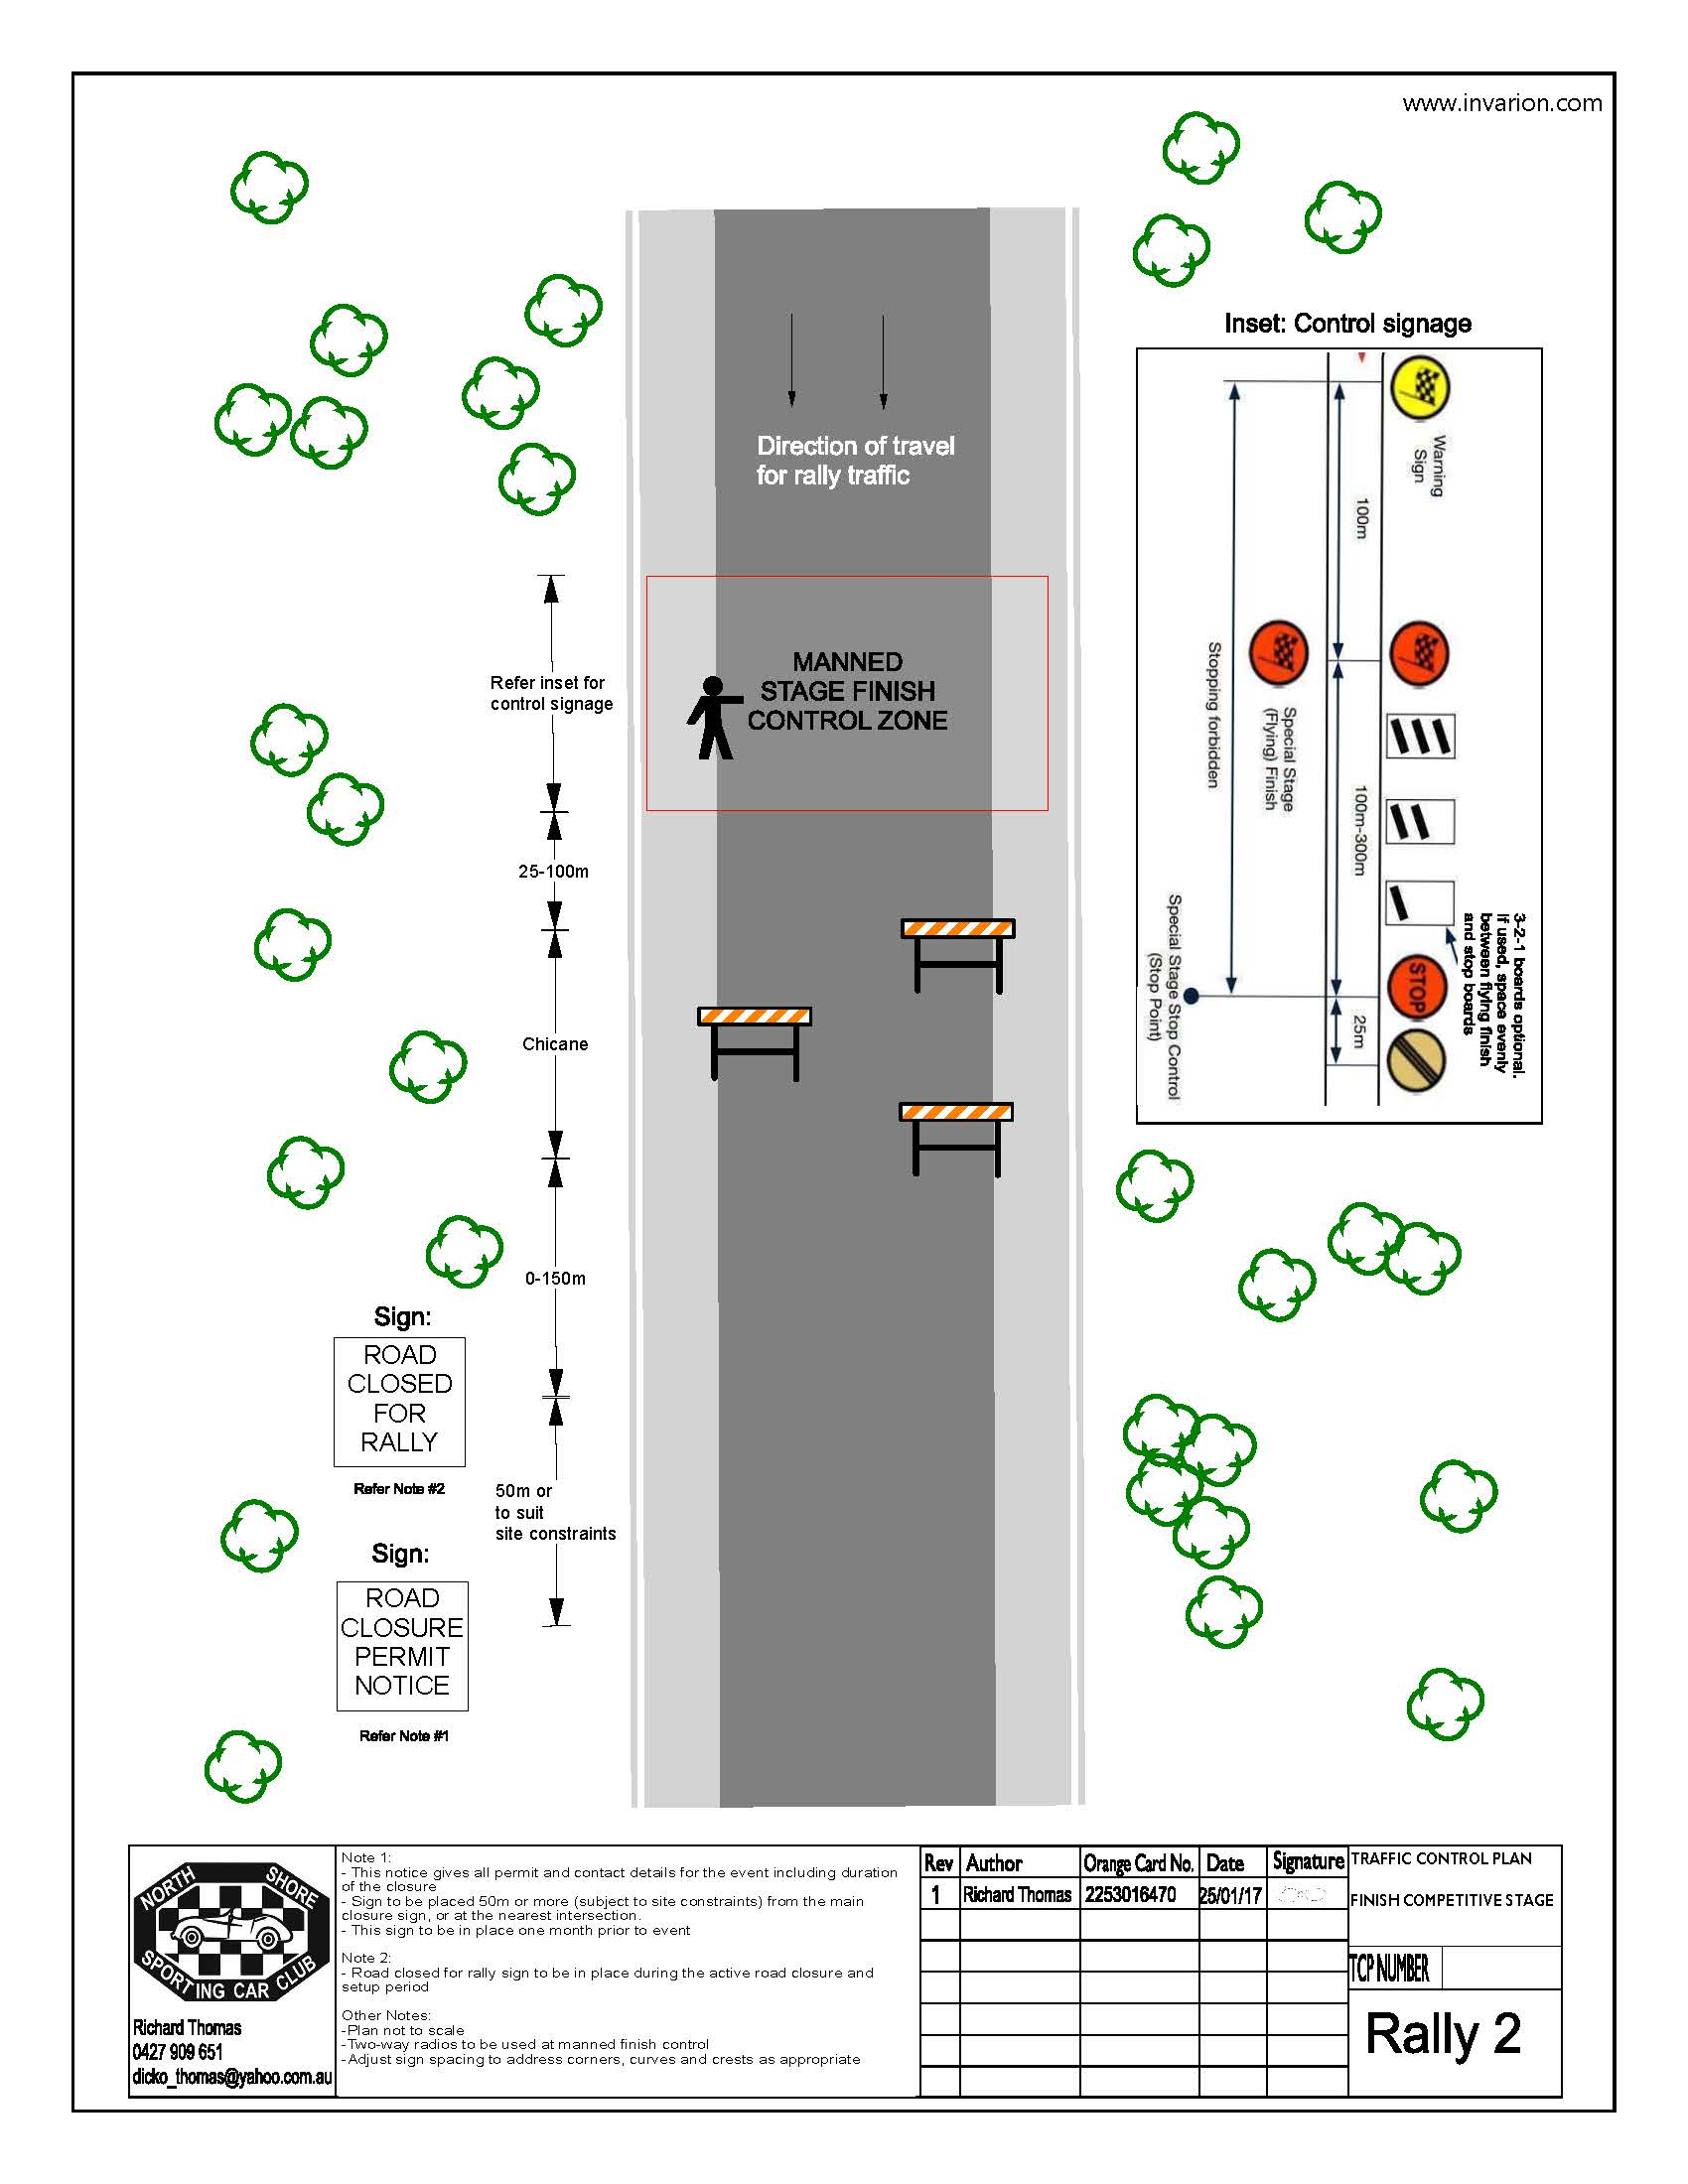 www.invarion.com
Inset: Control signage
Warning
Sign
100m
Special Stage
(Flying) Finish
Stopping forbidden
100m-300m
3-2-1 boards optional.
If used, space evenly
between flying finish
and stop boards
STOP
25m
Special Stage Stop Control
(Stop Point)
Direction of travel
for rally traffic
MANNED
STAGE FINISH
CONTROL ZONE
Refer inset for
control signage
25-100m
Chicane
0-150m
Sign:
ROAD
CLOSED
FOR
RALLY
Refer Note #2
50m or
to suit
site constraints
Sign:
ROAD
CLOSURE
PERMIT
NOTICE
Refer Note #1
NORTH SHORE
SPORTING CAR CLUB
Richard Thomas
0427 909 651
dicko_thomas@yahoo.com.au
Note 1:
- This notice gives all permit and contact details for the event including duration
of the closure
- Sign to be placed 50m or more (subject to site constraints) from the main
closure sign, or at the nearest intersection.
- This sign to be in place one month prior to event
Note 2:
- Road closed for rally sign to be in place during the active road closure and
setup period
Other Notes:
-Plan not to scale
-Two-way radios to be used at manned finish control
-Adjust sign spacing to address corners, curves and crests as appropriate
Rev Author Orange Card No. Date Signature
1 Richard Thomas 2253016470 25/01/17
TRAFFIC CONTROL PLAN
FINISH COMPETITIVE STAGE
TCP NUMBER
Rally 2